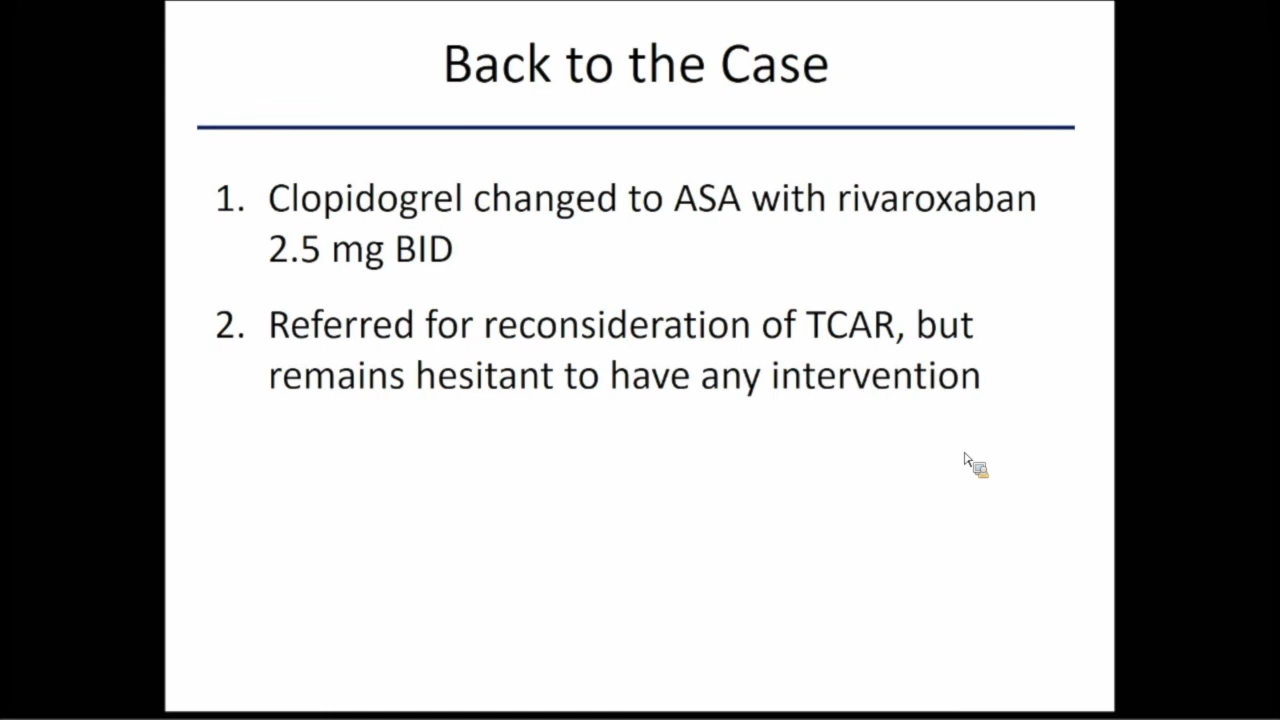 Back to the Case
1. Clopidogrel changed to ASA with rivaroxaban
2.5 mg BID
2. Referred for reconsideration of TCAR, but
remains hesitant to have any intervention